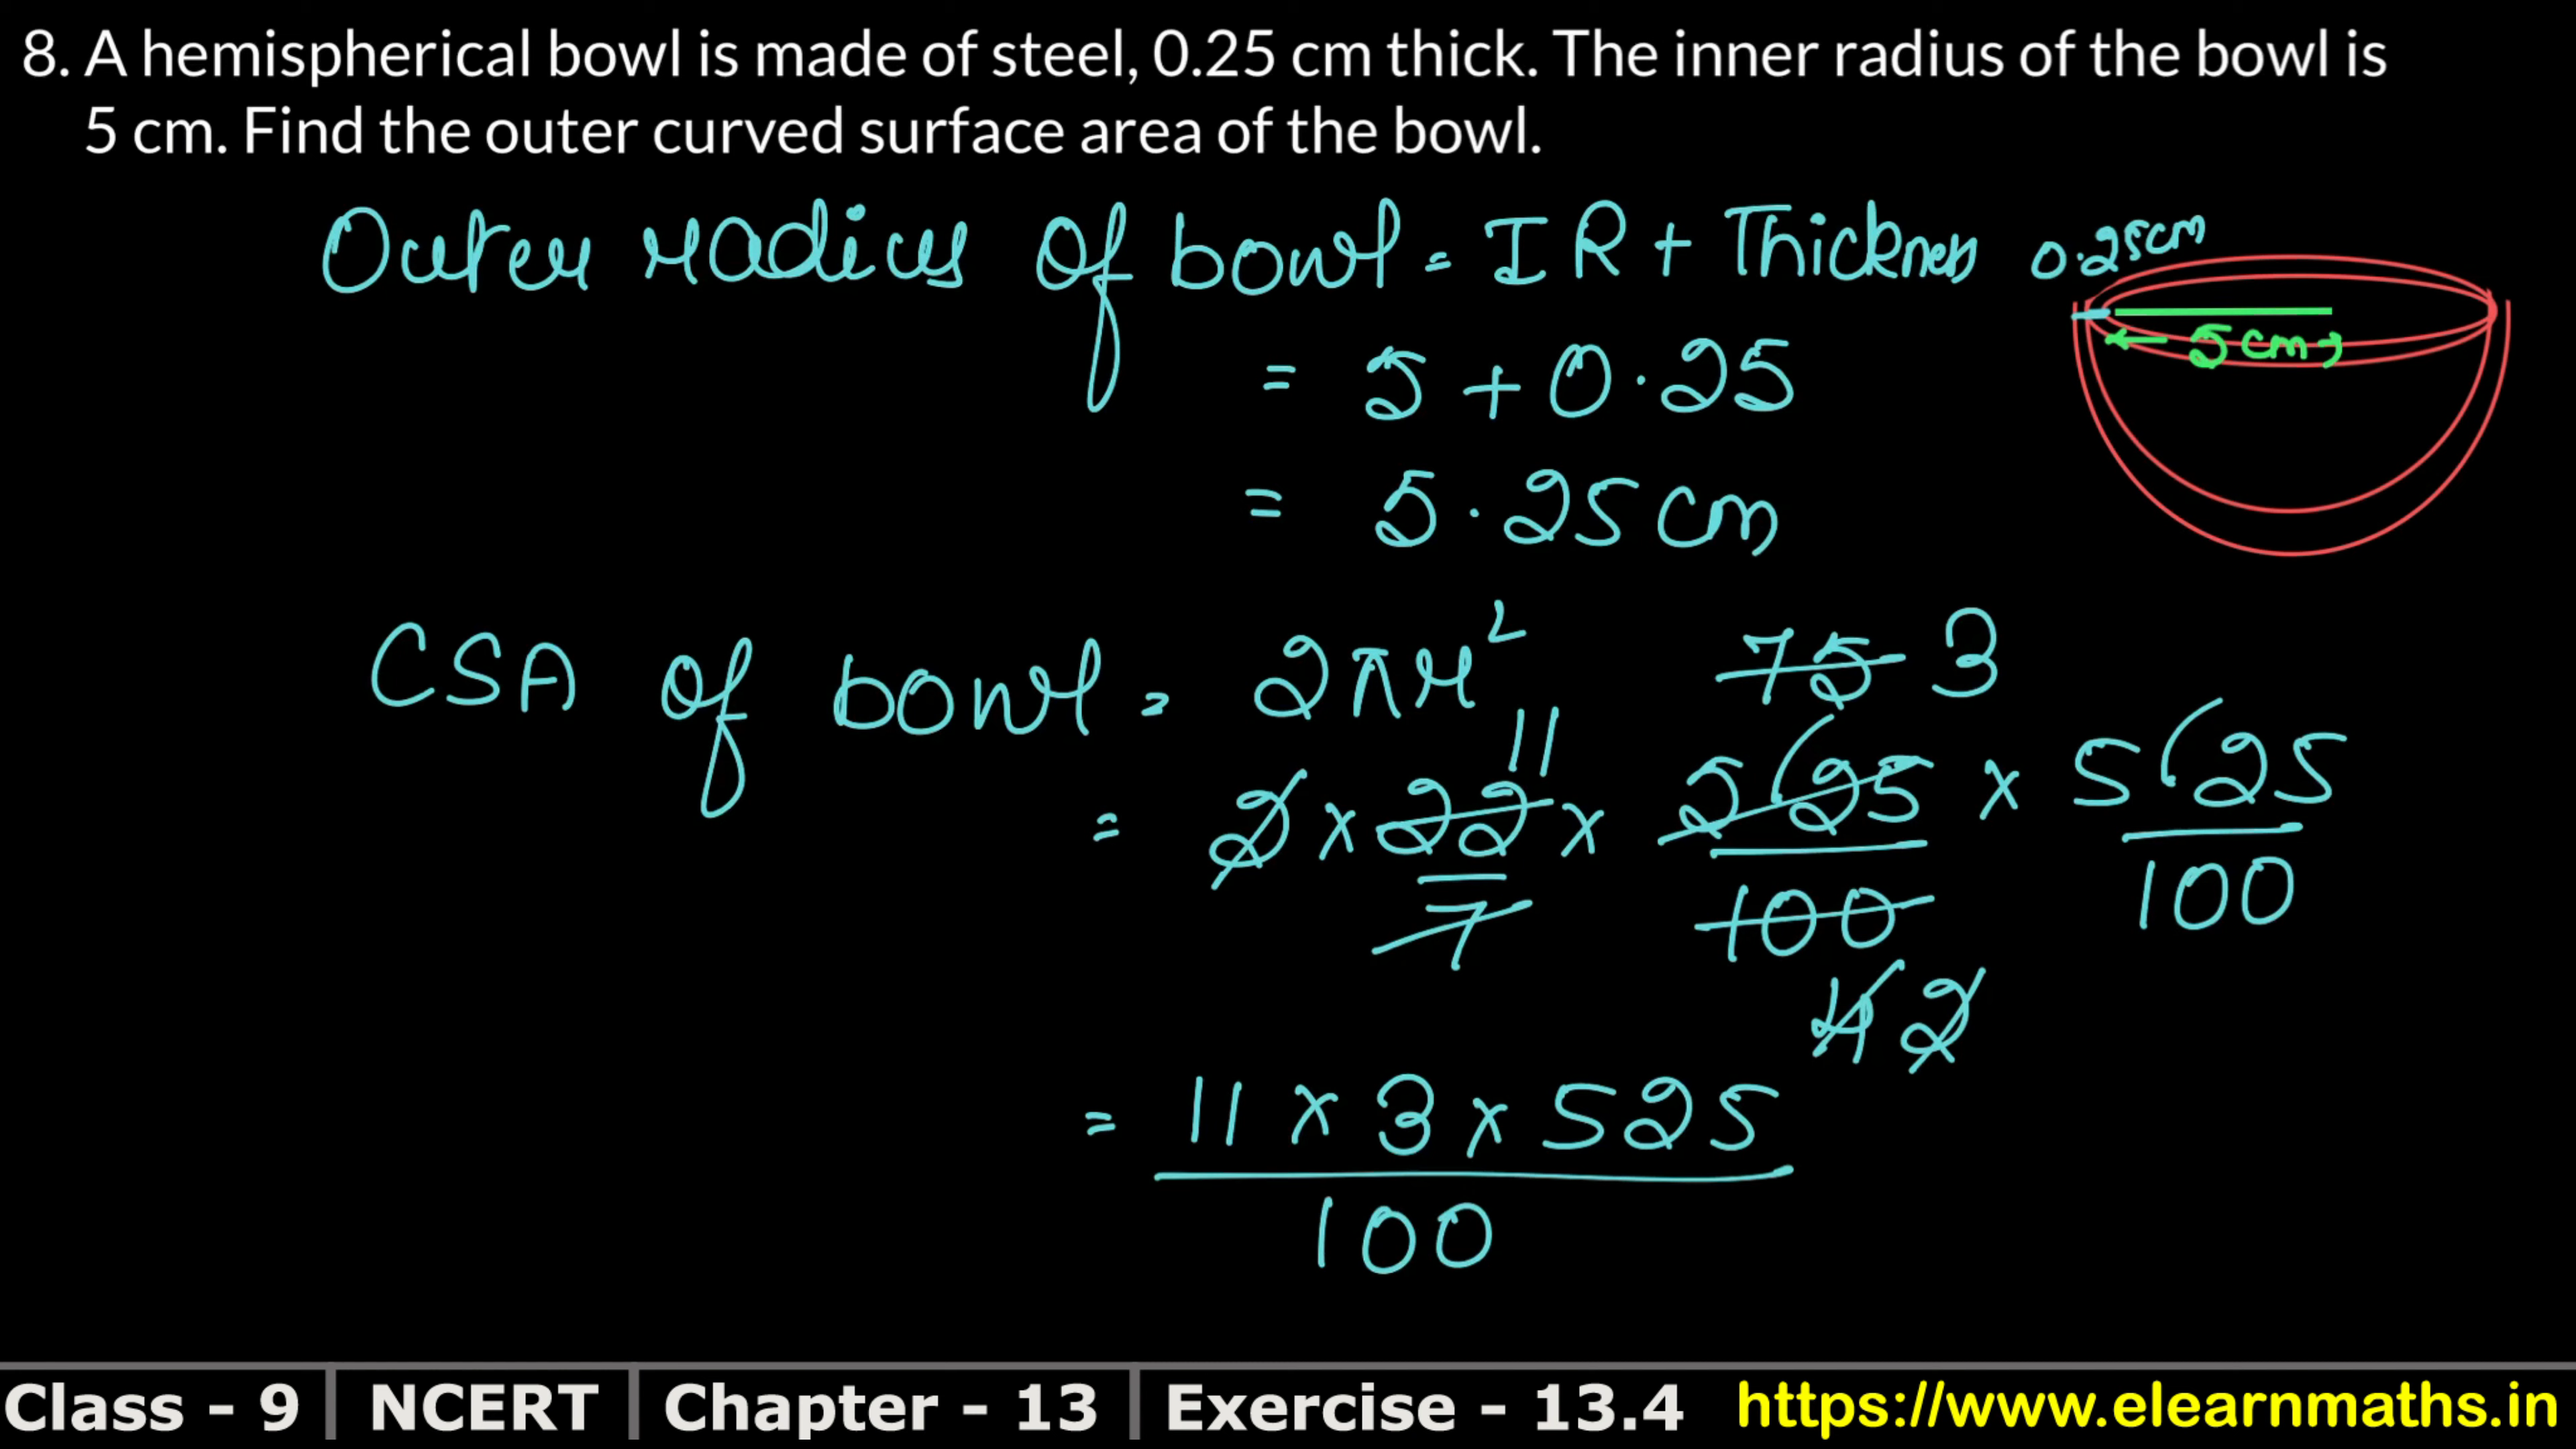 8. A hemispherical bowl is made of steel, 0.25 cm thick. The inner radius of the bowl is
5 cm. Find the outer curved surface area of the bowl.
Outer radius of bowl = IR + Thickness
0.25cm
5cm
= 5 + 0.25
= 5.25cm
CSA of bowl = 2πr²
75 3
11
= 2 × 22/7 × 525/100 × 525/100
4 2
= 11 × 3 × 525
100
Class - 9 | NCERT | Chapter - 13 | Exercise - 13.4 https://www.elearnmaths.in